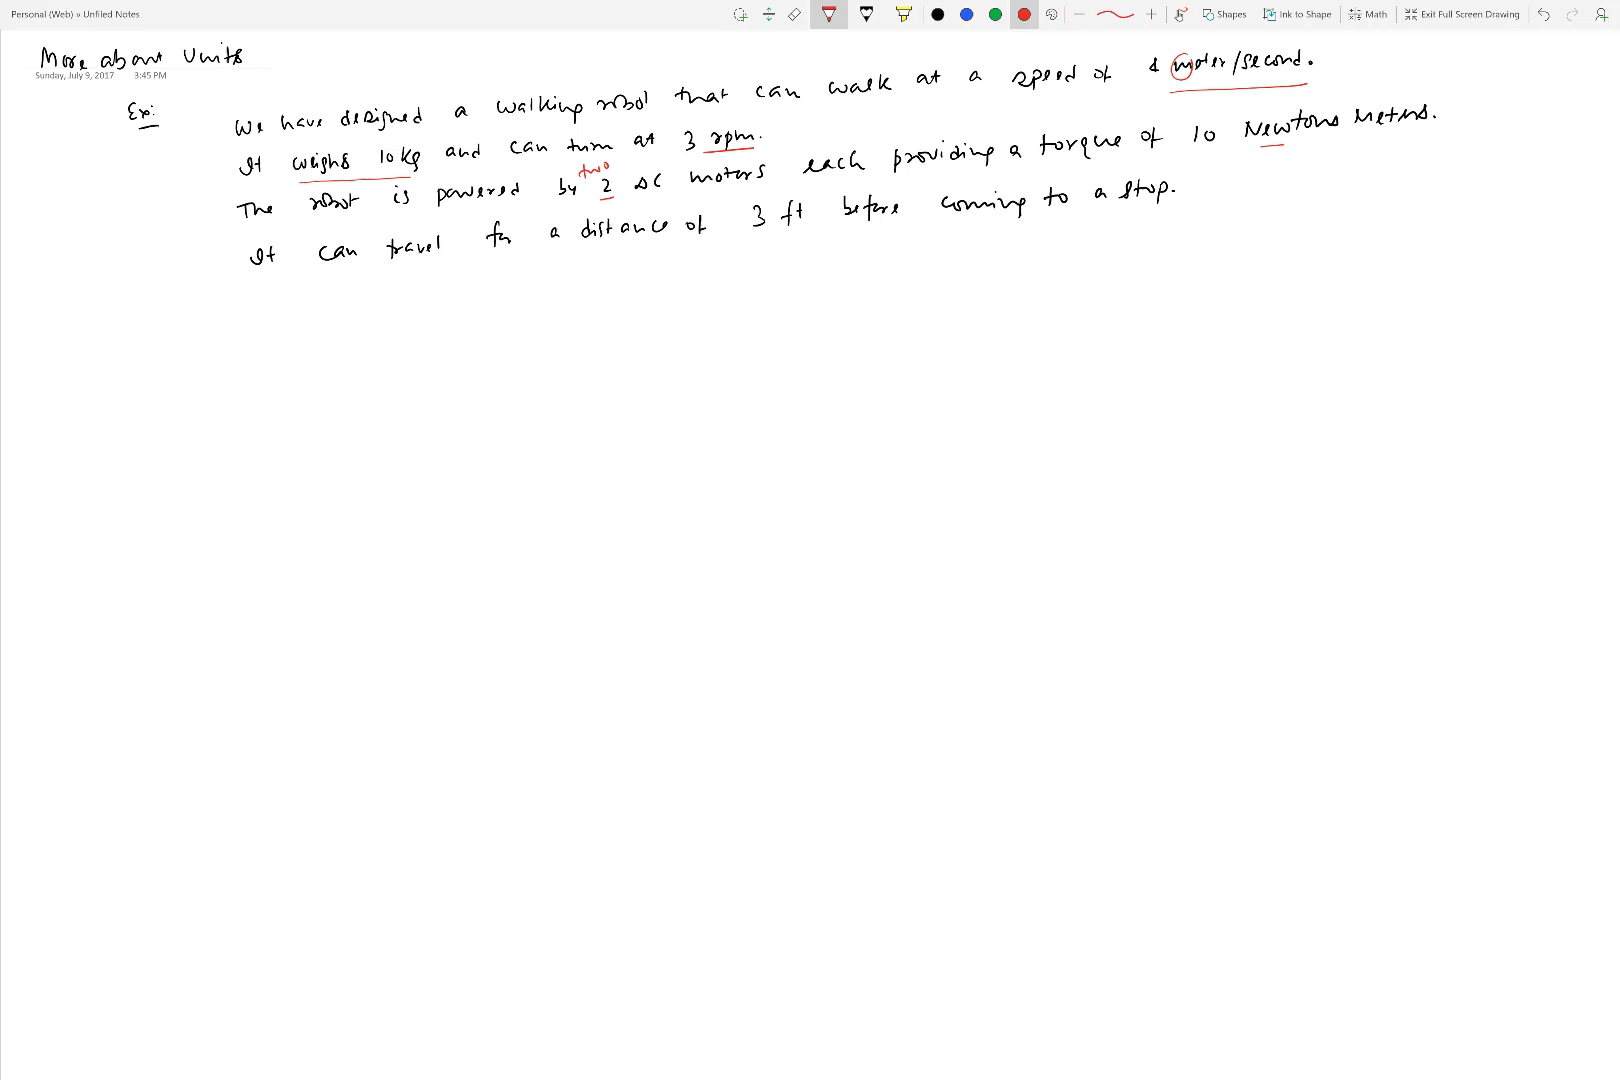 Personal (Web) » Unfiled Notes
Shapes Ink to Shape Math Exit Full Screen Drawing
More about Units
Sunday, July 9, 2017 3:45 PM
Ex: We have designed a walking robot that can walk at a speed of 1 meter/second.
It weighs 10 kg and can turn at 3 rpm.
two
The robot is powered by 2 DC motors each providing a torque of 10 Newtons Meters.
It can travel for a distance of 3 ft before coming to a stop.